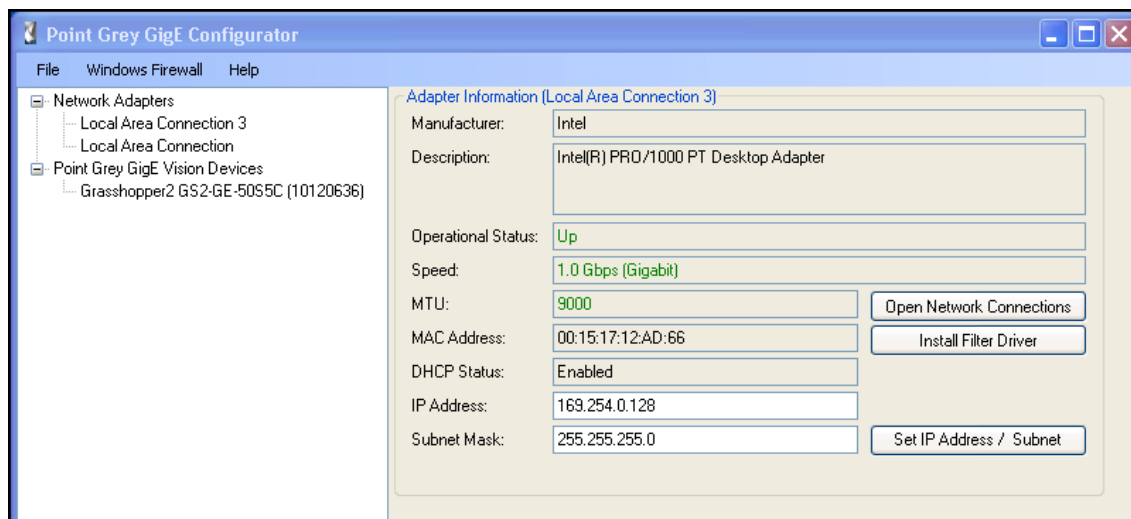 Point Grey GigE Configurator
File Windows Firewall Help
Network Adapters
Local Area Connection 3
Local Area Connection
Point Grey GigE Vision Devices
Grasshopper2 GS2-GE-50S5C (10120636)
Adapter Information (Local Area Connection 3)
Manufacturer: Intel
Description: Intel(R) PRO/1000 PT Desktop Adapter
Operational Status: Up
Speed: 1.0 Gbps (Gigabit)
MTU: 9000 Open Network Connections
MAC Address: 00:15:17:12:AD:66 Install Filter Driver
DHCP Status: Enabled
IP Address: 169.254.0.128
Subnet Mask: 255.255.255.0 Set IP Address / Subnet